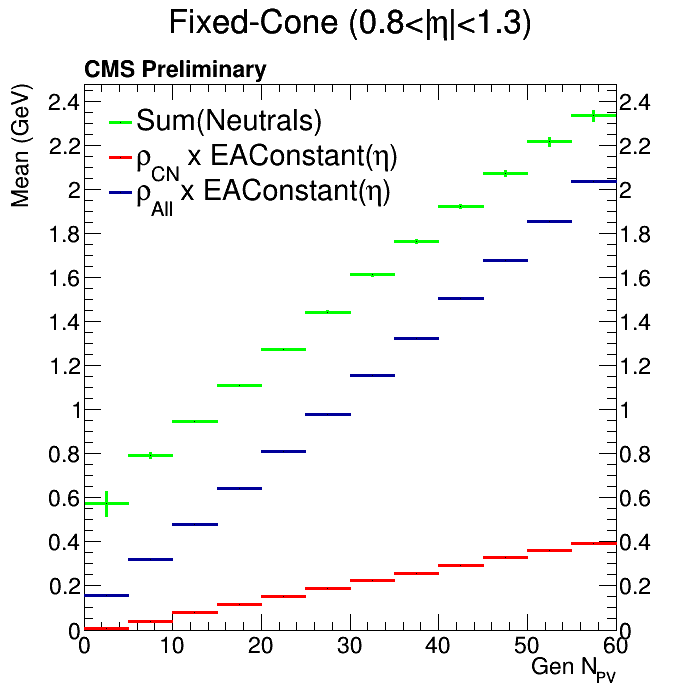 Fixed-Cone (0.8<|η|<1.3)
CMS Preliminary
Mean (GeV)
Sum(Neutrals)
ρCN x EAConstant(η)
ρAll x EAConstant(η)
2.4 2.4
2.2 2.2
2 2
1.8 1.8
1.6 1.6
1.4 1.4
1.2 1.2
1 1
0.8 0.8
0.6 0.6
0.4 0.4
0.2 0.2
0 0
0 10 20 30 40 50 60
Gen NPV